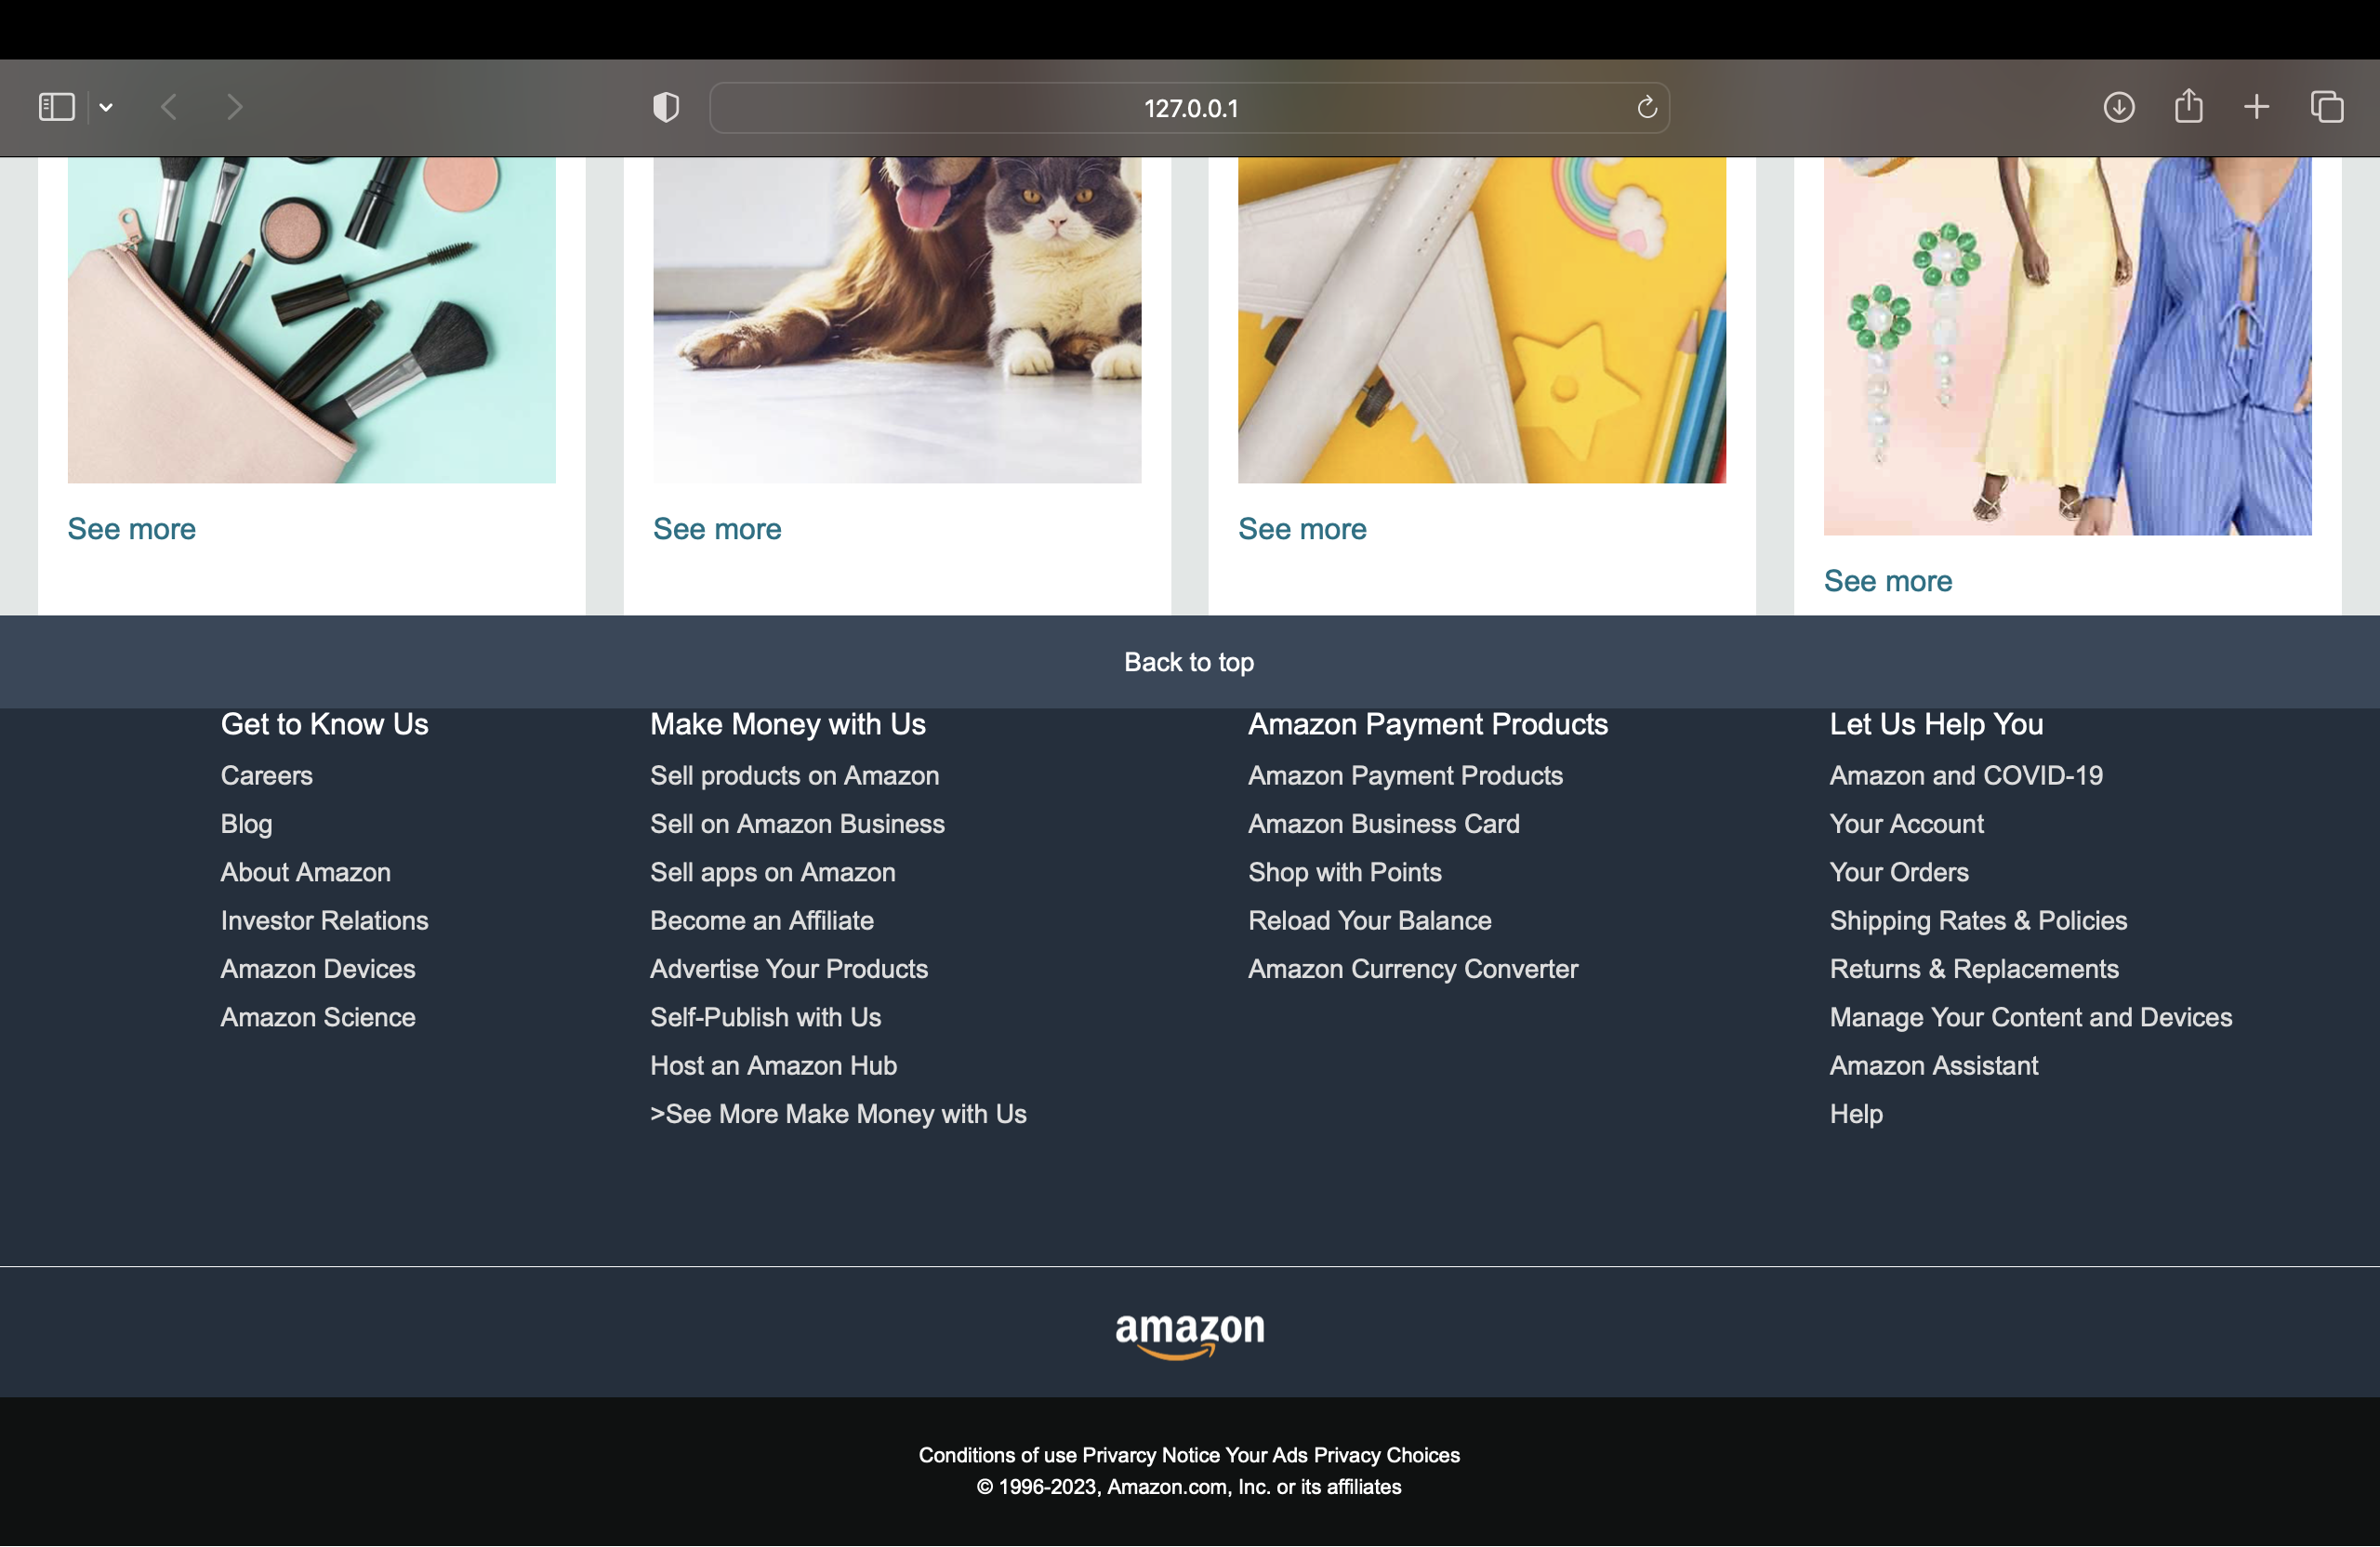 127.0.0.1
See more
See more
See more
See more
Back to top
Get to Know Us
Careers
Blog
About Amazon
Investor Relations
Amazon Devices
Amazon Science
Make Money with Us
Sell products on Amazon
Sell on Amazon Business
Sell apps on Amazon
Become an Affiliate
Advertise Your Products
Self-Publish with Us
Host an Amazon Hub
>See More Make Money with Us
Amazon Payment Products
Amazon Payment Products
Amazon Business Card
Shop with Points
Reload Your Balance
Amazon Currency Converter
Let Us Help You
Amazon and COVID-19
Your Account
Your Orders
Shipping Rates & Policies
Returns & Replacements
Manage Your Content and Devices
Amazon Assistant
Help
amazon
Conditions of use Privarcy Notice Your Ads Privacy Choices
© 1996-2023, Amazon.com, Inc. or its affiliates